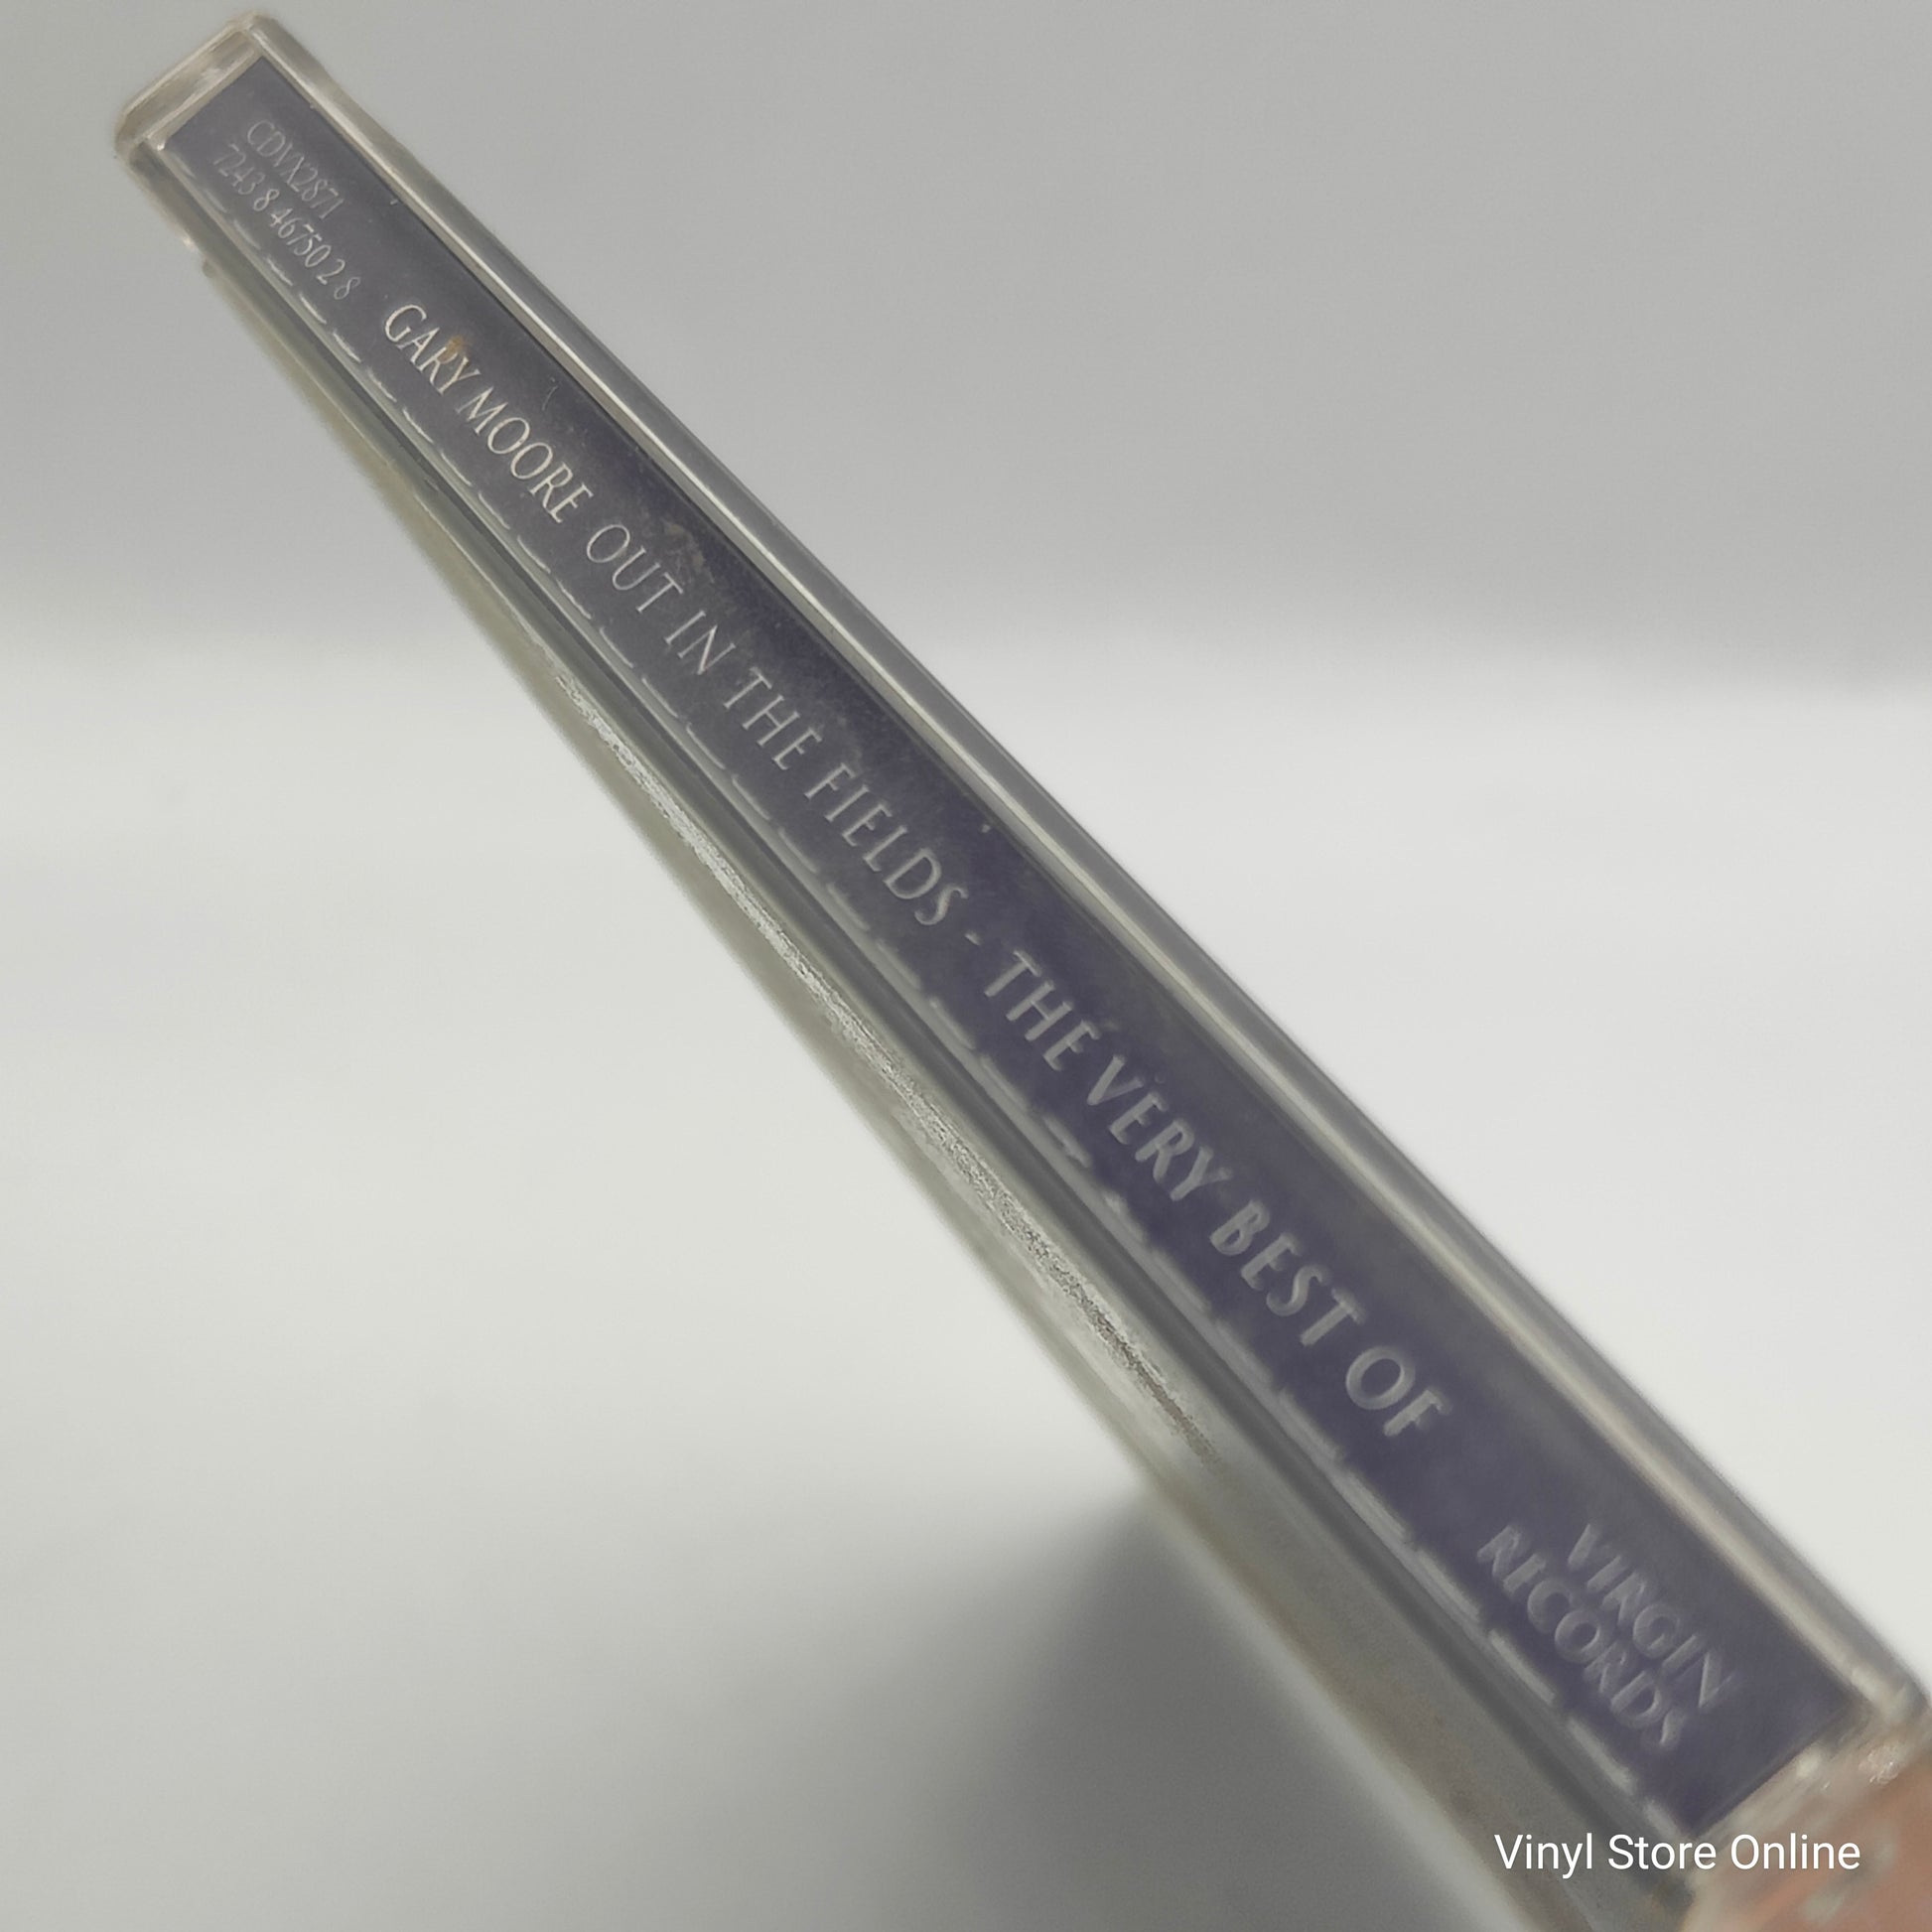 CDVX2871
7243 8 46750 2 8
GARY MOORE OUT IN THE FIELDS - THE VERY BEST OF
VIRGIN
RECORDS
Vinyl Store Online